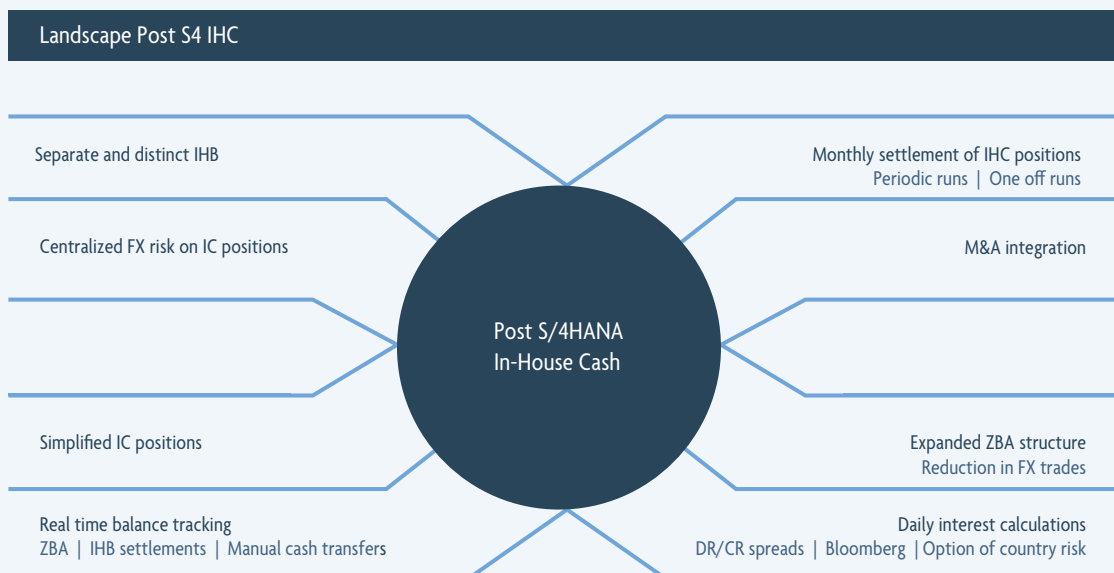 Landscape Post S4 IHC
Separate and distinct IHB
Centralized FX risk on IC positions
Simplified IC positions
Real time balance tracking
ZBA | IHB settlements | Manual cash transfers
Post S/4HANA
In-House Cash
Monthly settlement of IHC positions
Periodic runs | One off runs
M&A integration
Expanded ZBA structure
Reduction in FX trades
Daily interest calculations
DR/CR spreads | Bloomberg | Option of country risk